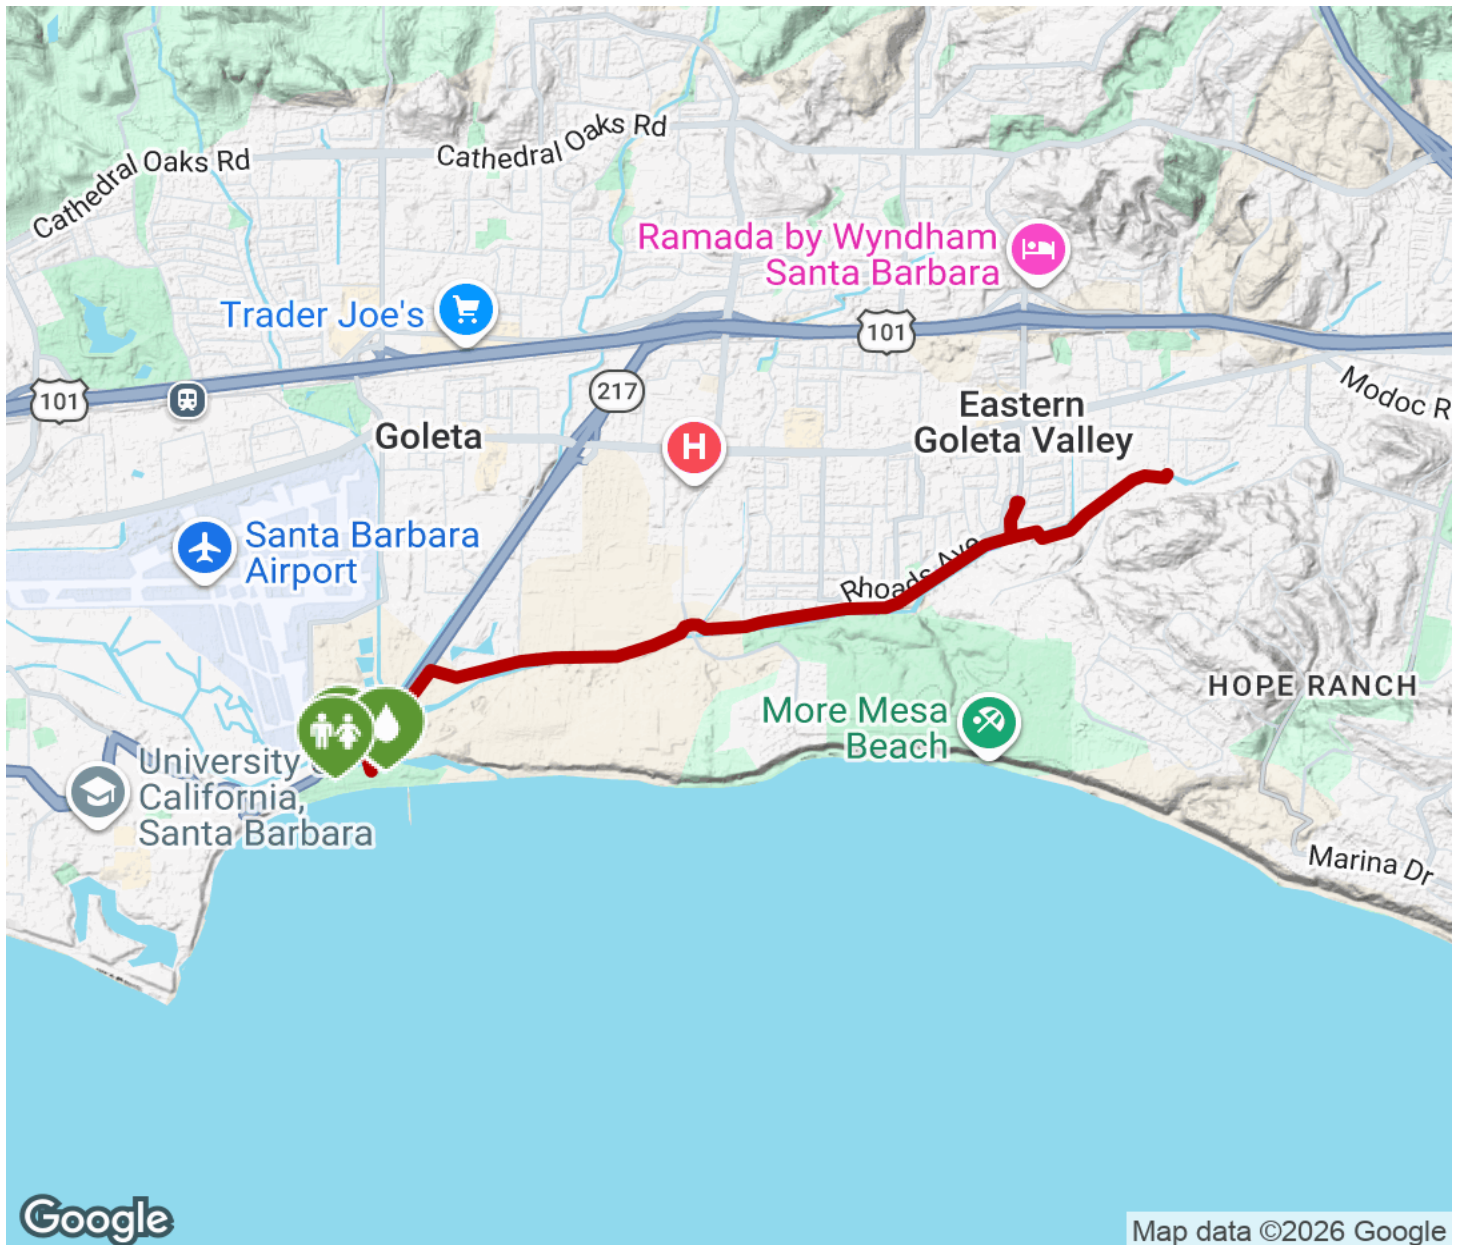 Cathedral Oaks Rd
Cathedral Oaks Rd
Ramada by Wyndham
Santa Barbara
Trader Joe's
101
101
217
Modoc R
Eastern
Goleta Valley
Goleta
H
Santa Barbara
Airport
Rhoads Ave
HOPE RANCH
More Mesa
Beach
University
California,
Santa Barbara
Marina Dr
Google
Map data ©2026 Google